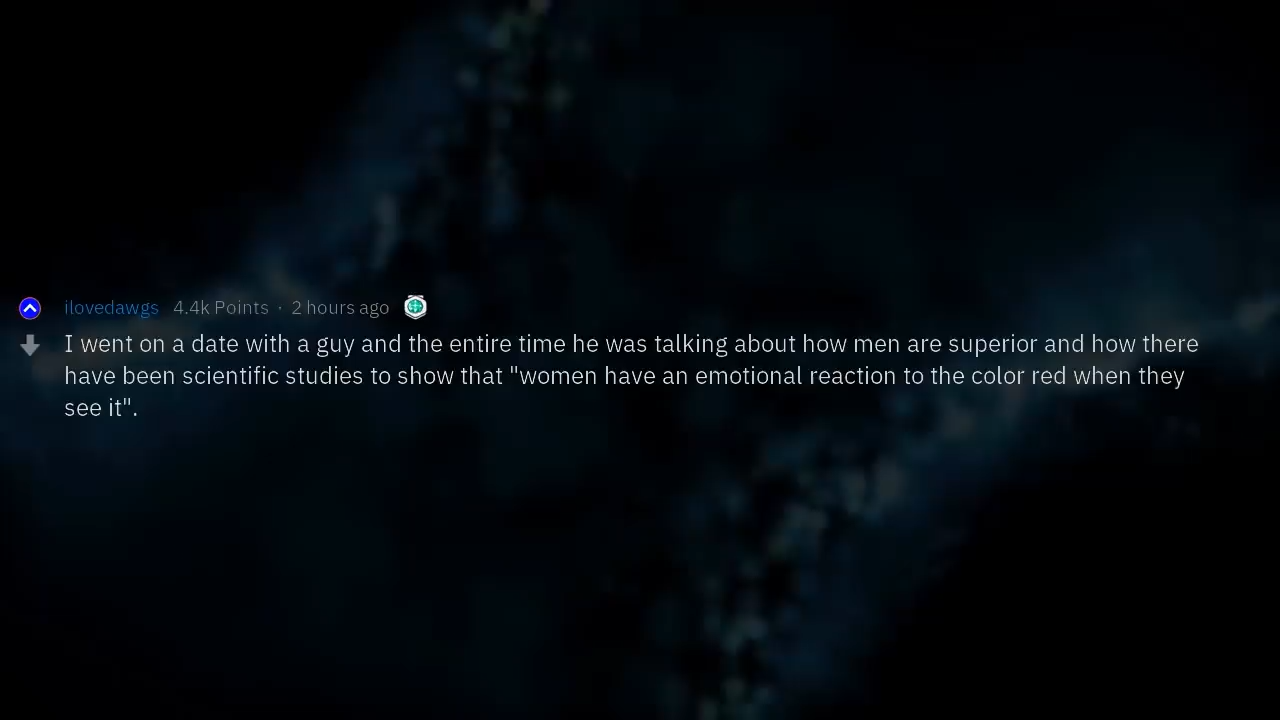 ilovedawgs 4.4k Points · 2 hours ago
I went on a date with a guy and the entire time he was talking about how men are superior and how there
have been scientific studies to show that "women have an emotional reaction to the color red when they
see it".